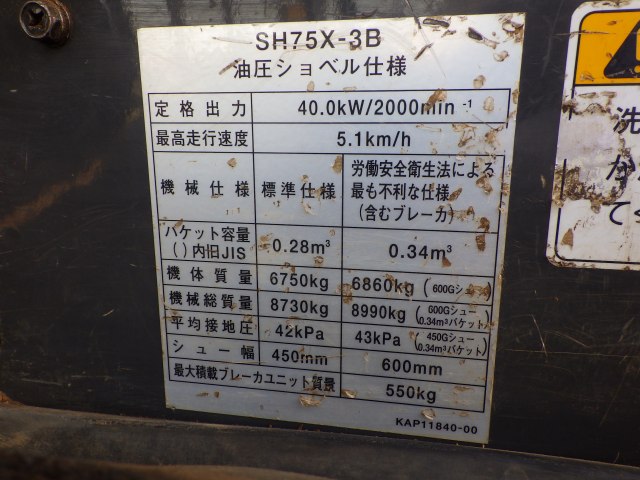 SH75X-3B
油圧ショベル仕様
定格出力 40.0kW/2000min⁻¹
最高走行速度 5.1km/h
機械仕様 標準仕様 労働安全衛生法による
最も不利な仕様
(含むブレーカ)
バケット容量
( )内旧JIS 0.28m³ 0.34m³
機体質量 6750kg 6860kg (600Gシュー)
機械総質量 8730kg 8990kg (600Gシュー
0.34m³バケット)
平均接地圧 42kPa 43kPa (450Gシュー
0.34m³バケット)
シュー幅 450mm 600mm
最大積載ブレーカユニット質量 550kg
KAP11840-00
洗